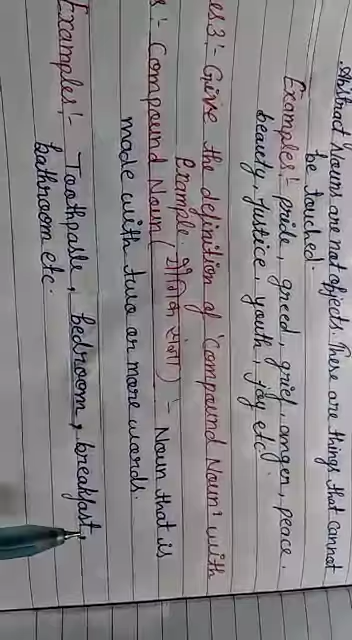 Abstract Nouns are not objects. These are things that cannot
be touched.
Examples:- pride, greed, grief, anger, peace,
beauty, Justice, youth, joy etc.
es.3:- Give the definition of 'Compound Noun' with
Example.
s:- Compound Noun (यौगिक संज्ञा) - Noun that is
made with two or more words.
Examples:- Toothpaste, bedroom, breakfast,
bathroom etc.